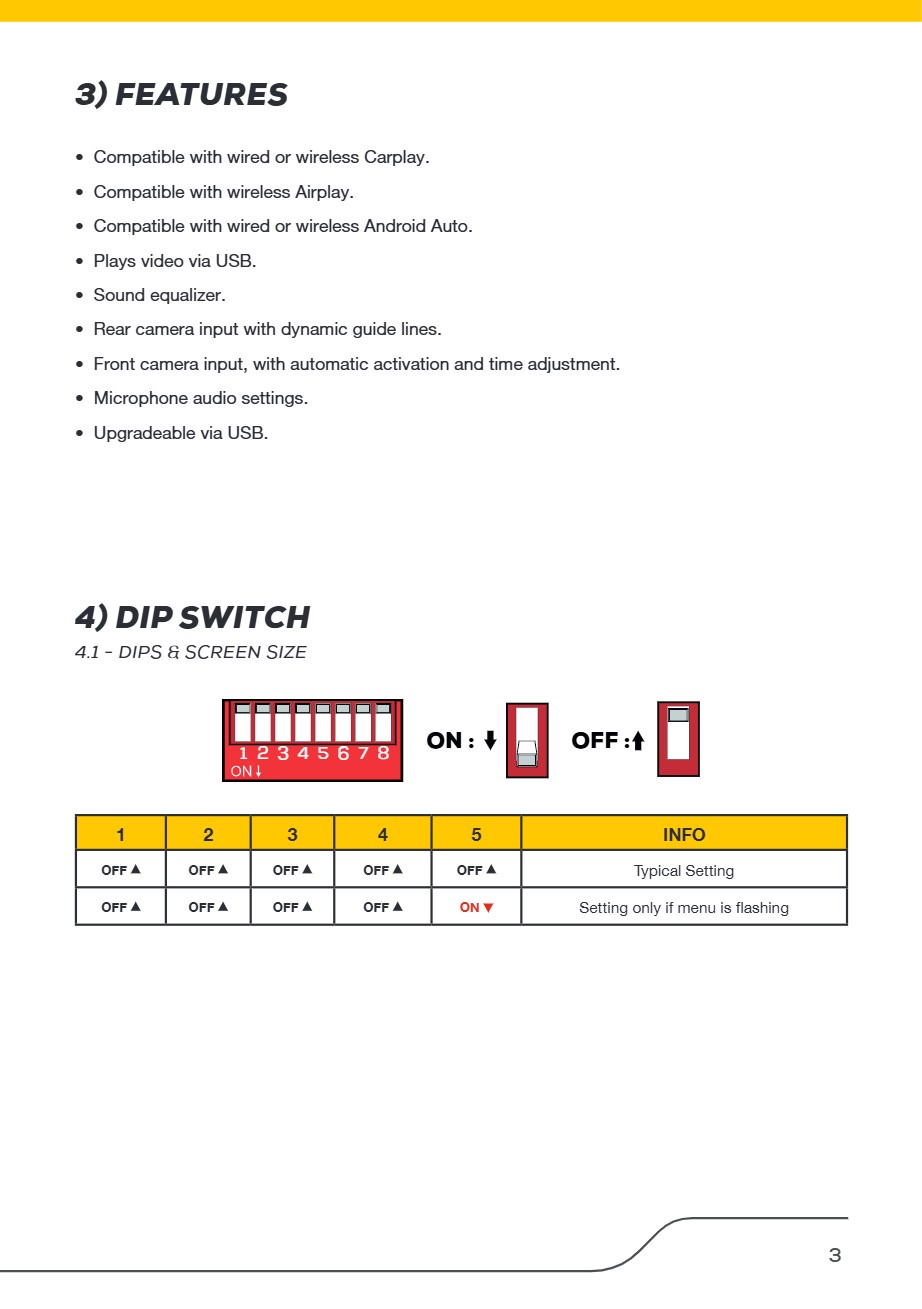 3) FEATURES
• Compatible with wired or wireless Carplay.
• Compatible with wireless Airplay.
• Compatible with wired or wireless Android Auto.
• Plays video via USB.
• Sound equalizer.
• Rear camera input with dynamic guide lines.
• Front camera input, with automatic activation and time adjustment.
• Microphone audio settings.
• Upgradeable via USB.
4) DIP SWITCH
4.1 - DIPS & SCREEN SIZE
1 2 3 4 5 6 7 8
ON↓
ON : ⬇
OFF :⬆
1 2 3 4 5 INFO
OFF ▲ OFF ▲ OFF ▲ OFF ▲ OFF ▲ Typical Setting
OFF ▲ OFF ▲ OFF ▲ OFF ▲ ON ▼ Setting only if menu is flashing
3